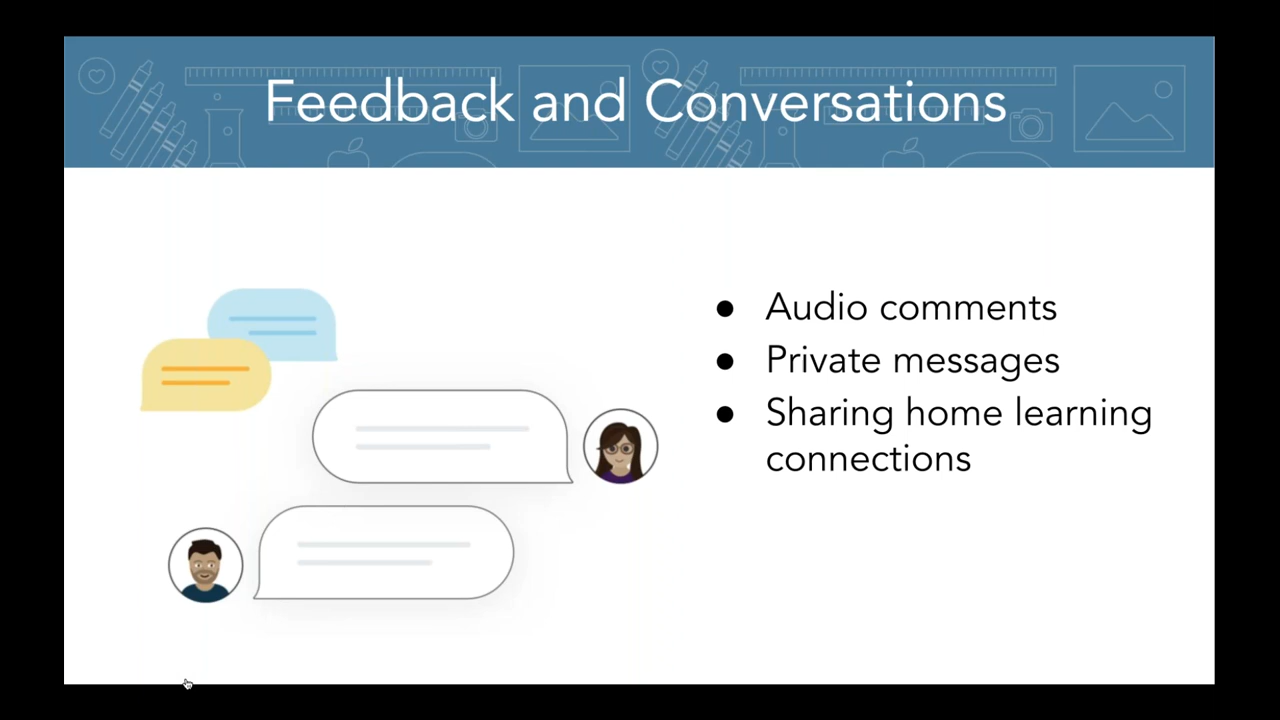 Feedback and Conversations
● Audio comments
● Private messages
● Sharing home learning
connections